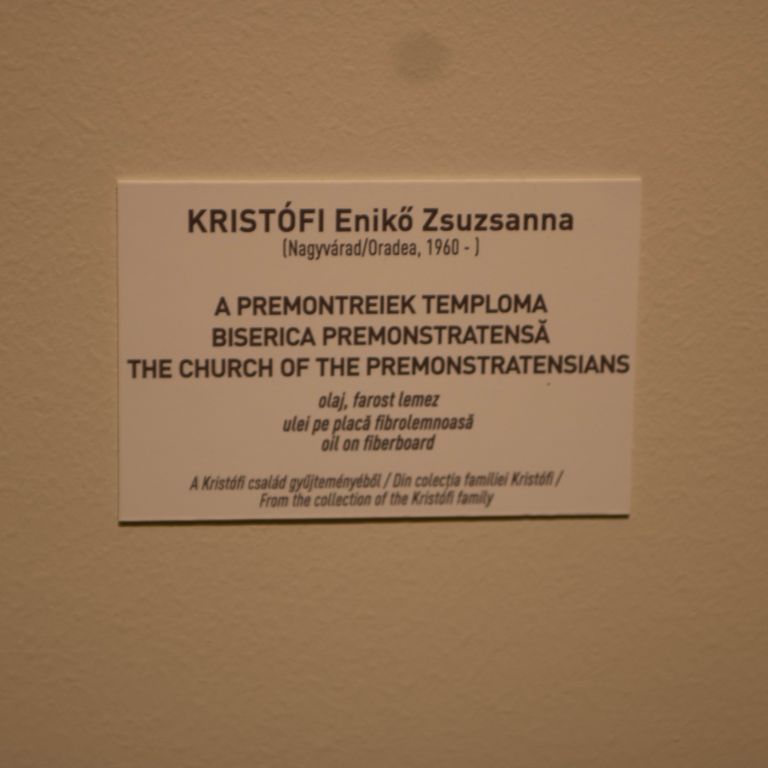 KRISTÓFI Enikő Zsuzsanna
(Nagyvárad/Oradea, 1960 - )
A PREMONTREIEK TEMPLOMA
BISERICA PREMONSTRATENSĂ
THE CHURCH OF THE PREMONSTRATENSIANS
olaj, farost lemez
ulei pe placă fibrolemnoasă
oil on fiberboard
A Kristófi család gyűjteményéből / Din colecția familiei Kristófi /
From the collection of the Kristófi family